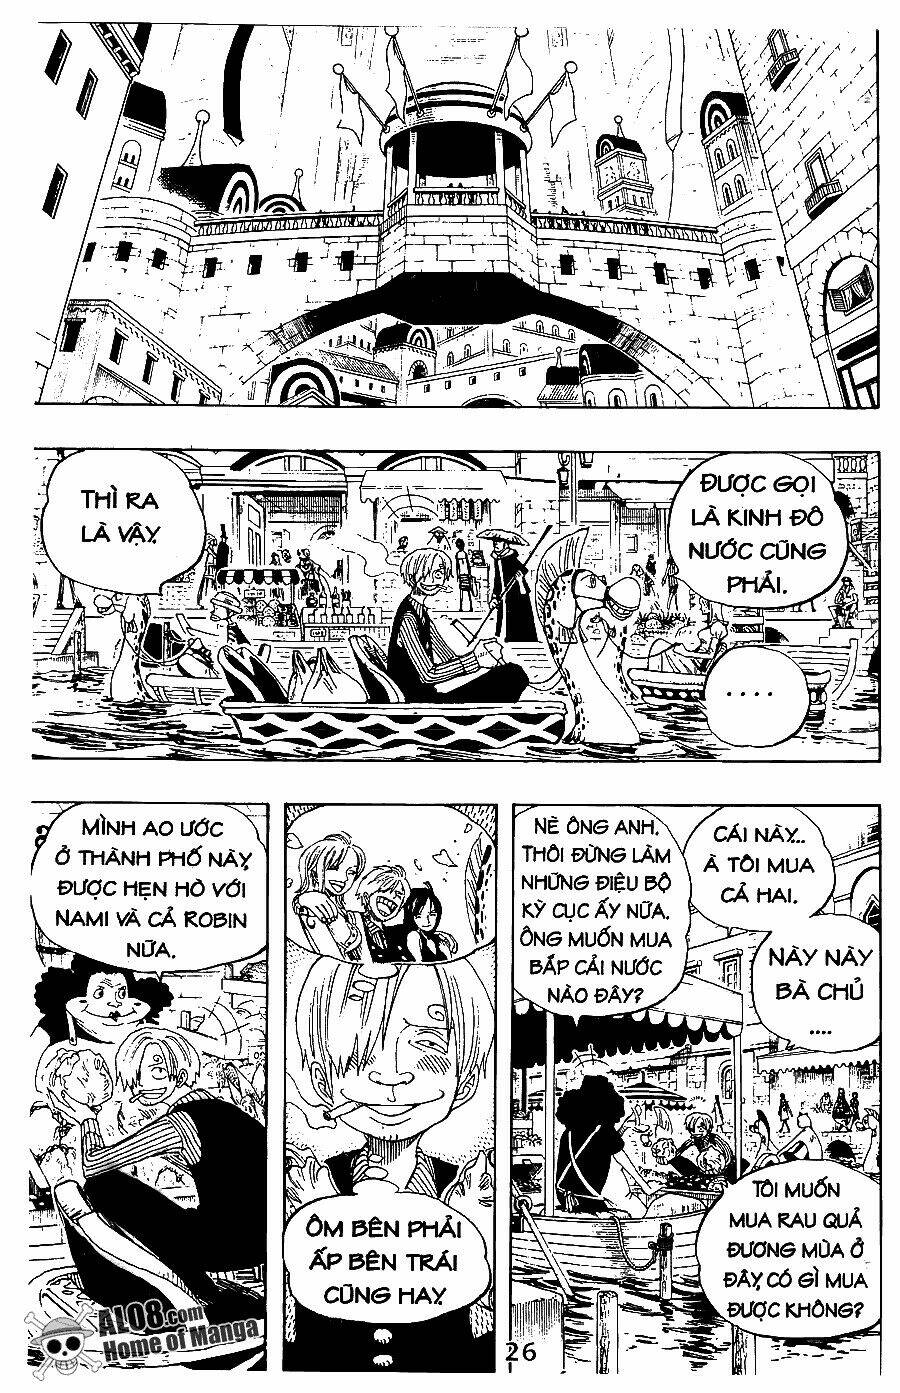 ĐƯỢC GỌI
LÀ KINH ĐÔ
NƯỚC CŨNG
PHẢI.
....
THÌ RA
LÀ VẬY.
CÁI NÀY...
À TÔI MUA
CẢ HAI.
NÀY NÀY
BÀ CHỦ
....
NÈ ÔNG ANH.
THÔI ĐỪNG LÀM
NHỮNG ĐIỆU BỘ
KỲ CỤC ẤY NỮA.
ÔNG MUỐN MUA
BẮP CẢI NƯỚC
NÀO ĐÂY?
TÔI MUỐN
MUA RAU QUẢ
ĐƯƠNG MÙA Ở
ĐÂY, CÓ GÌ MUA
ĐƯỢC KHÔNG?
ÔM BÊN PHẢI
ẤP BÊN TRÁI
CŨNG HAY.
MÌNH AO ƯỚC
Ở THÀNH PHỐ NÀY,
ĐƯỢC HẸN HÒ VỚI
NAMI VÀ CẢ ROBIN
NỮA.
26
ALO8.com
Home of Manga